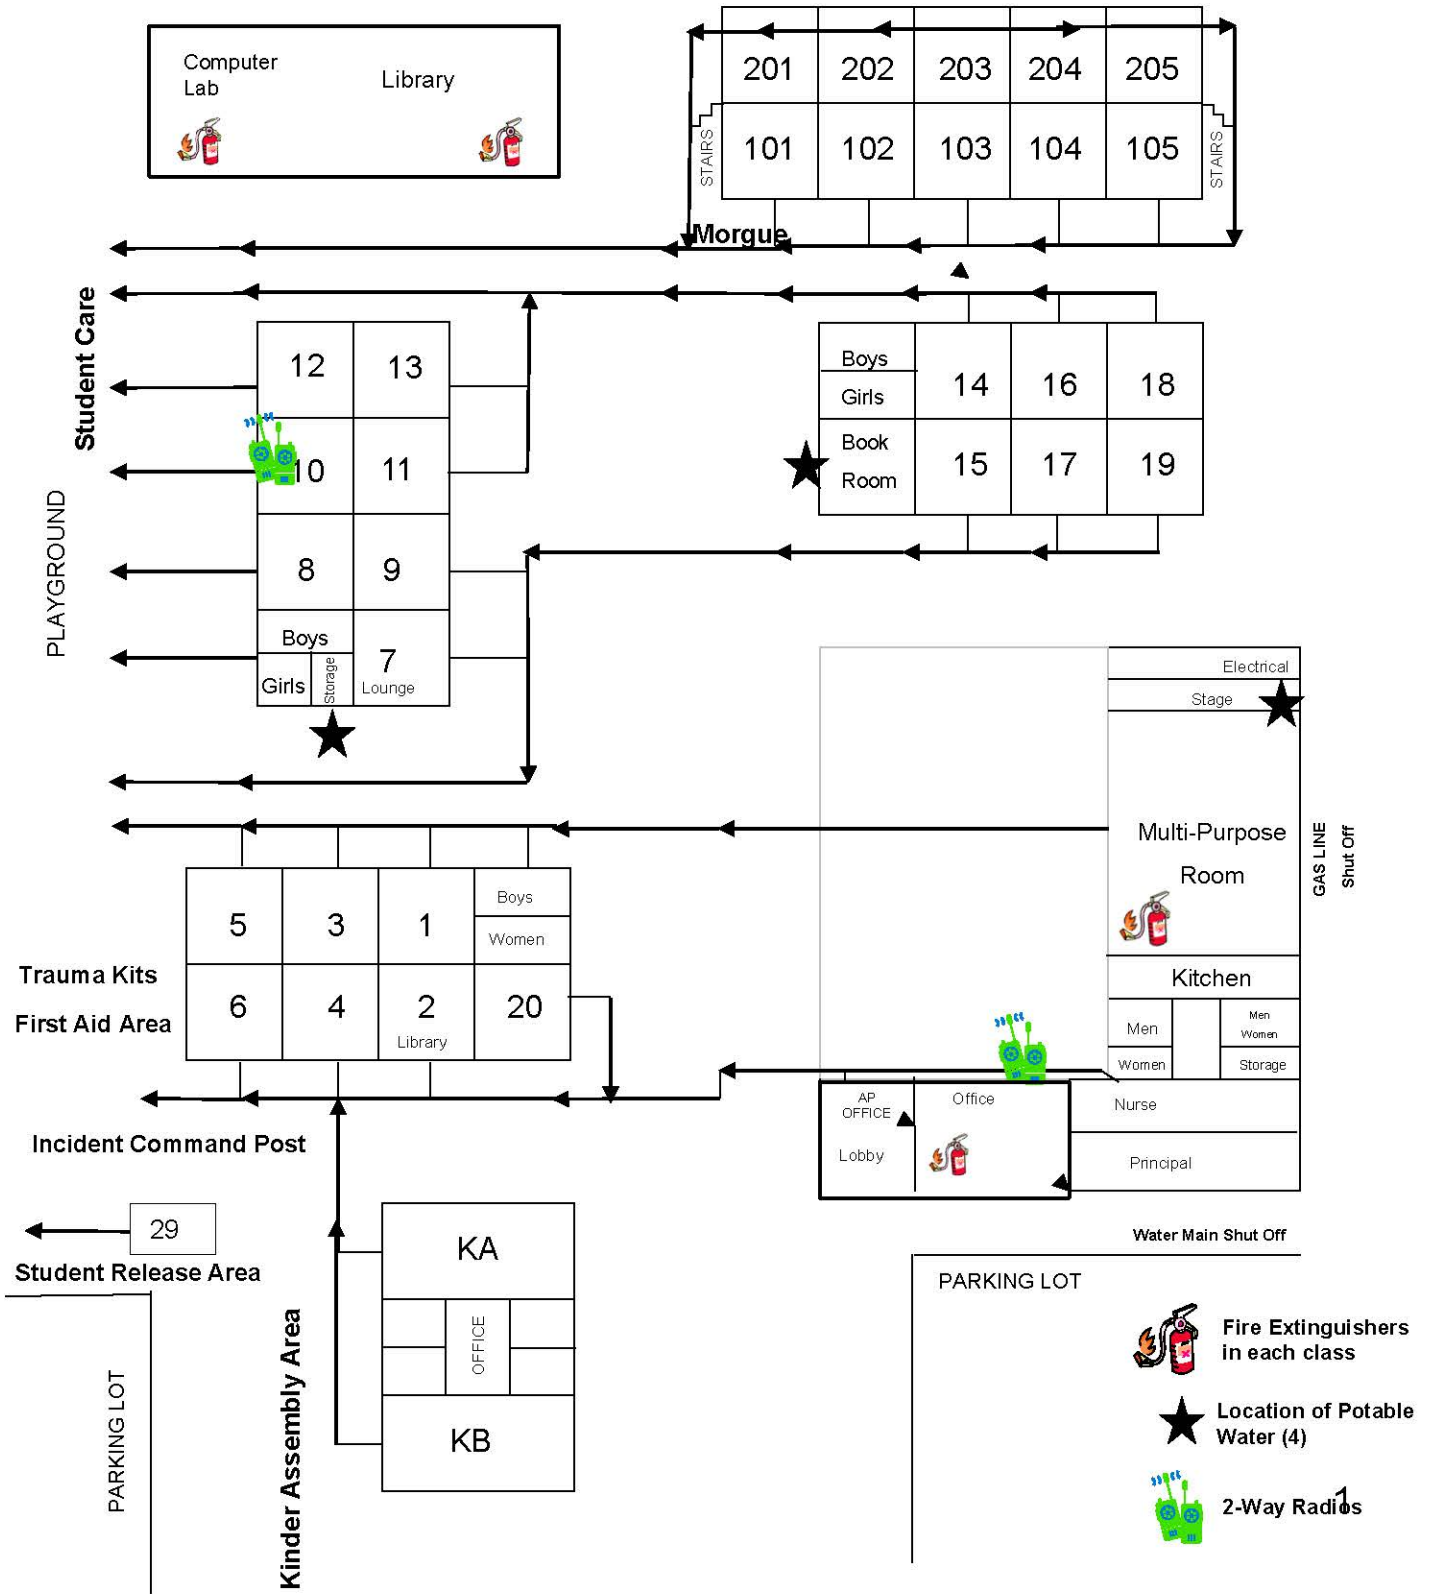 Computer
Lab
Library
201 202 203 204 205
STAIRS
101 102 103 104 105
STAIRS
Morgue
Student Care
12 13
10 11
8 9
Boys
Girls
Storage
7
Lounge
PLAYGROUND
Boys
Girls
Book
Room
14 16 18
15 17 19
Electrical
Stage
Multi-Purpose
Room
GAS LINE
Shut Off
Kitchen
Men
Women
Men
Women
Storage
5 3 1
Boys
Women
6 4 2 20
Library
Trauma Kits
First Aid Area
AP
OFFICE
Lobby
Office
Nurse
Principal
Incident Command Post
29
Student Release Area
PARKING LOT
Kinder Assembly Area
KA
OFFICE
KB
Water Main Shut Off
PARKING LOT
Fire Extinguishers
in each class
Location of Potable
Water (4)
2-Way Radios
1